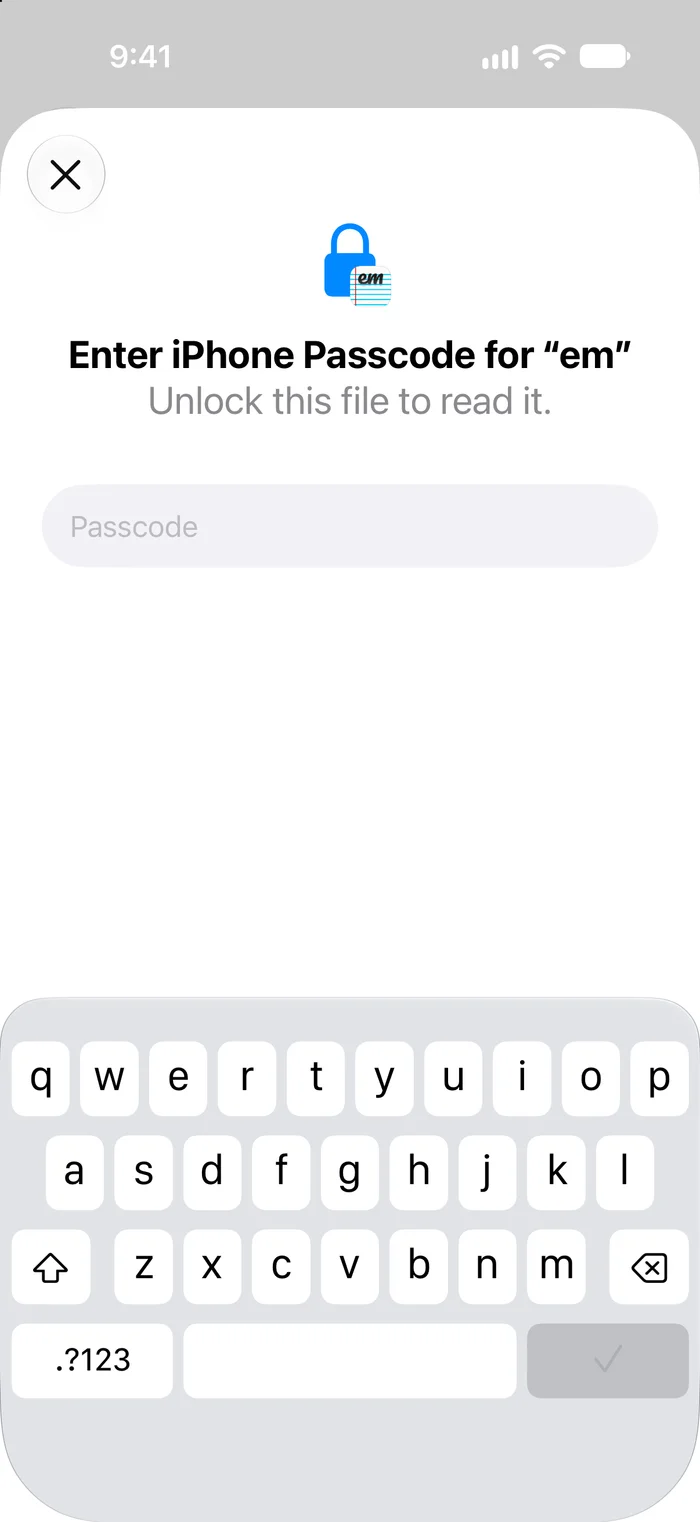 9:41
em
Enter iPhone Passcode for “em”
Unlock this file to read it.
Passcode
q w e r t y u i o p
a s d f g h j k l
z x c v b n m
.?123